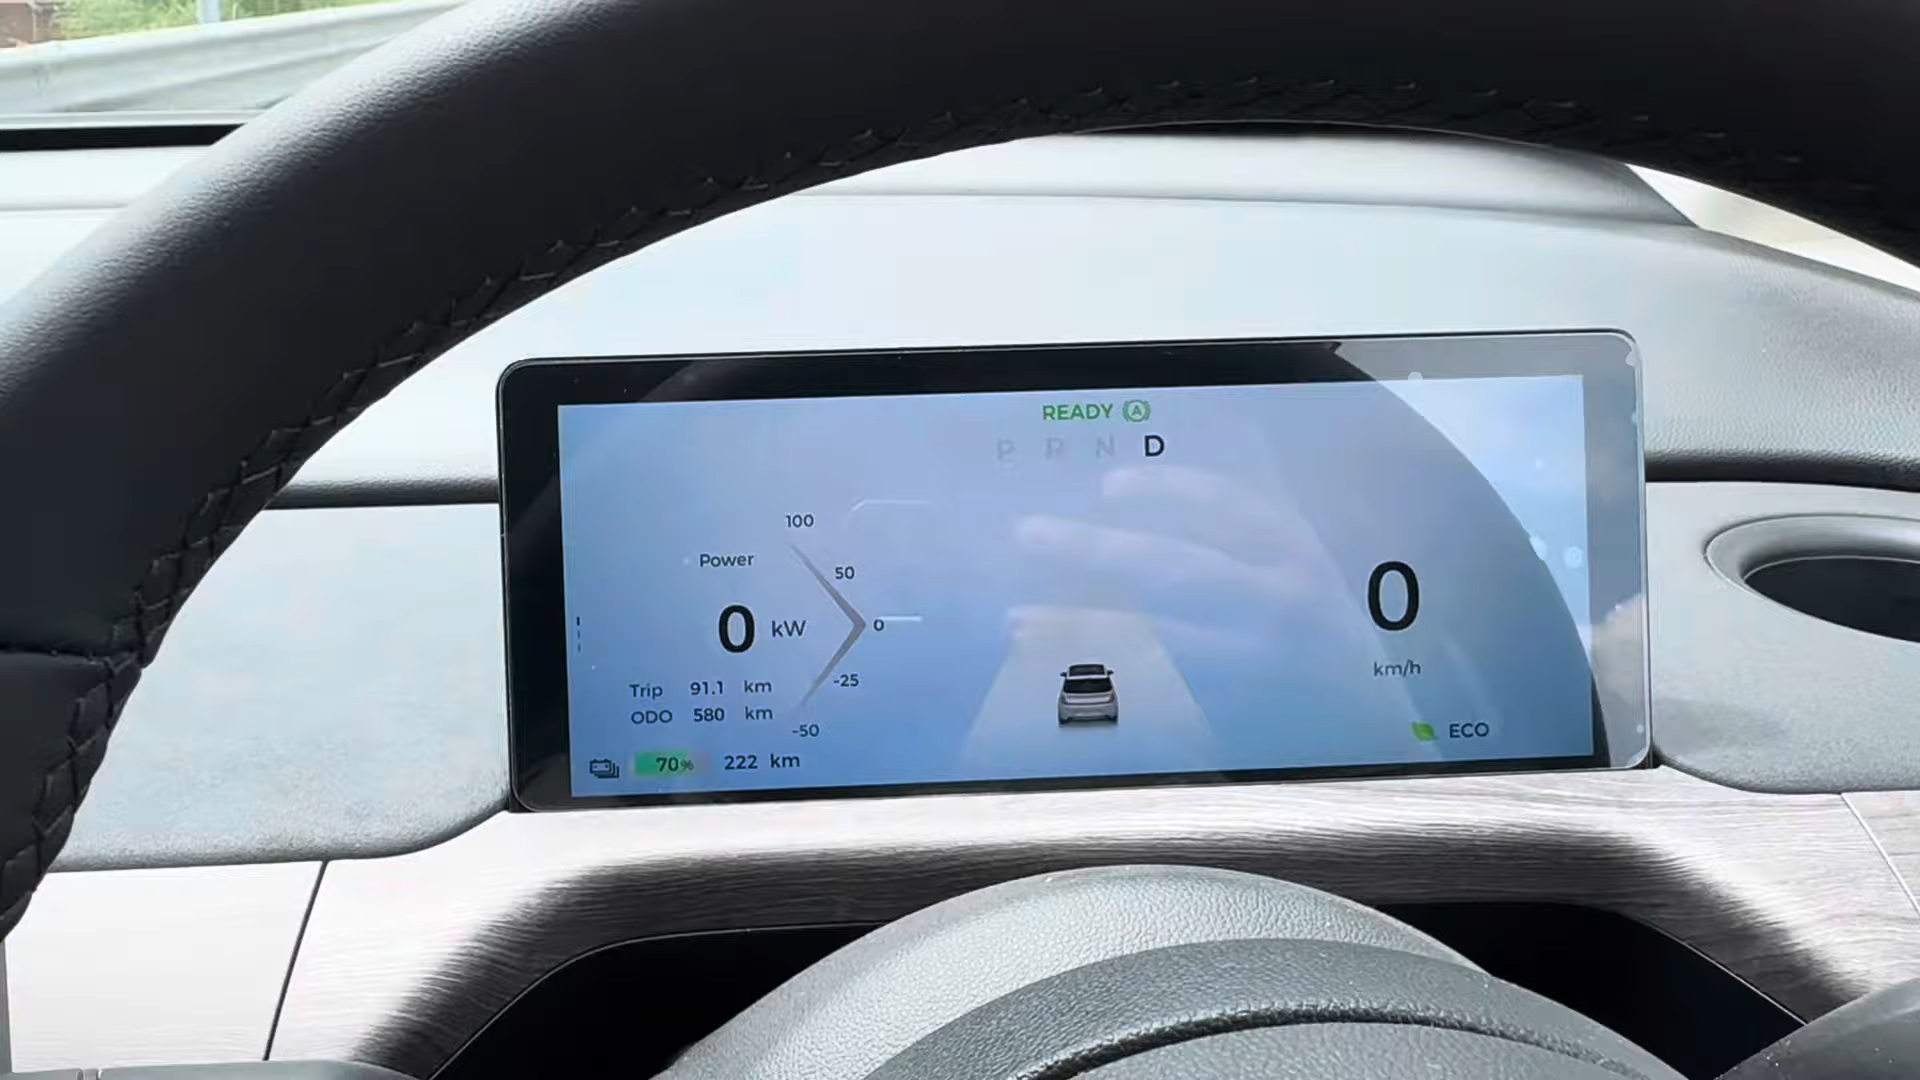 READY A
P R N D
100
Power
50
0 kW
0
-25
Trip 91.1 km
ODO 580 km
-50
70% 222 km
0
km/h
ECO